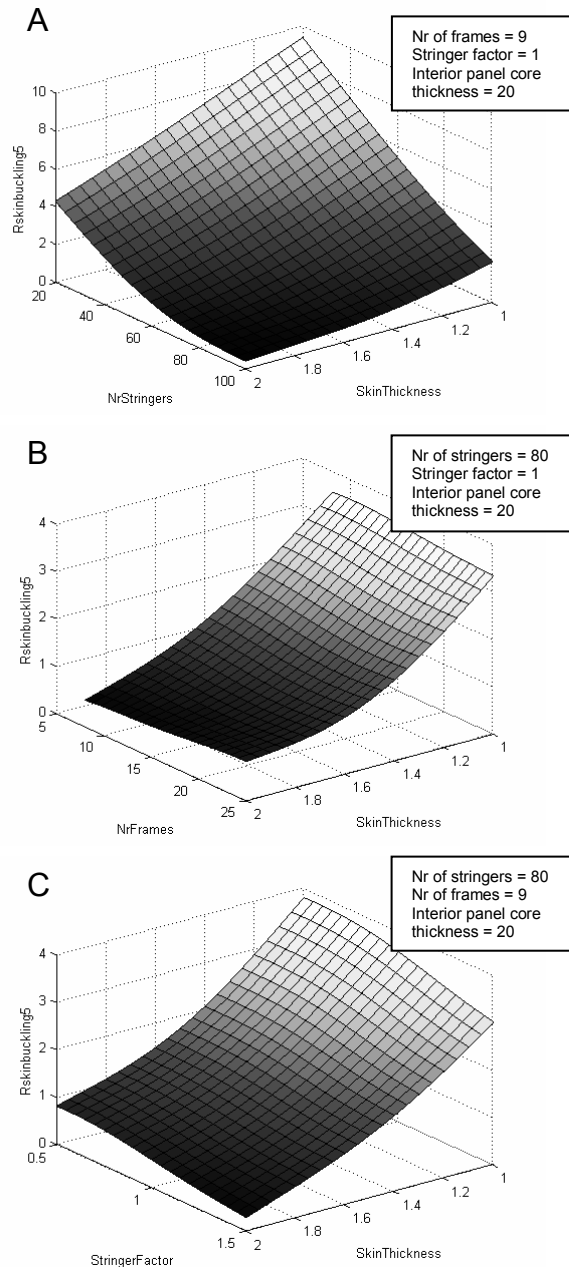 A
Nr of frames = 9
Stringer factor = 1
Interior panel core
thickness = 20
10
8
6
4
2
0
Rskinbuckling5
20
40
60
80
100
NrStringers
2
1.8
1.6
1.4
1.2
1
SkinThickness
B
Nr of stringers = 80
Stringer factor = 1
Interior panel core
thickness = 20
4
3
2
1
0
Rskinbuckling5
5
10
15
20
25
NrFrames
2
1.8
1.6
1.4
1.2
1
SkinThickness
C
Nr of stringers = 80
Nr of frames = 9
Interior panel core
thickness = 20
4
3
2
1
0
Rskinbuckling5
0.5
1
1.5
StringerFactor
2
1.8
1.6
1.4
1.2
1
SkinThickness